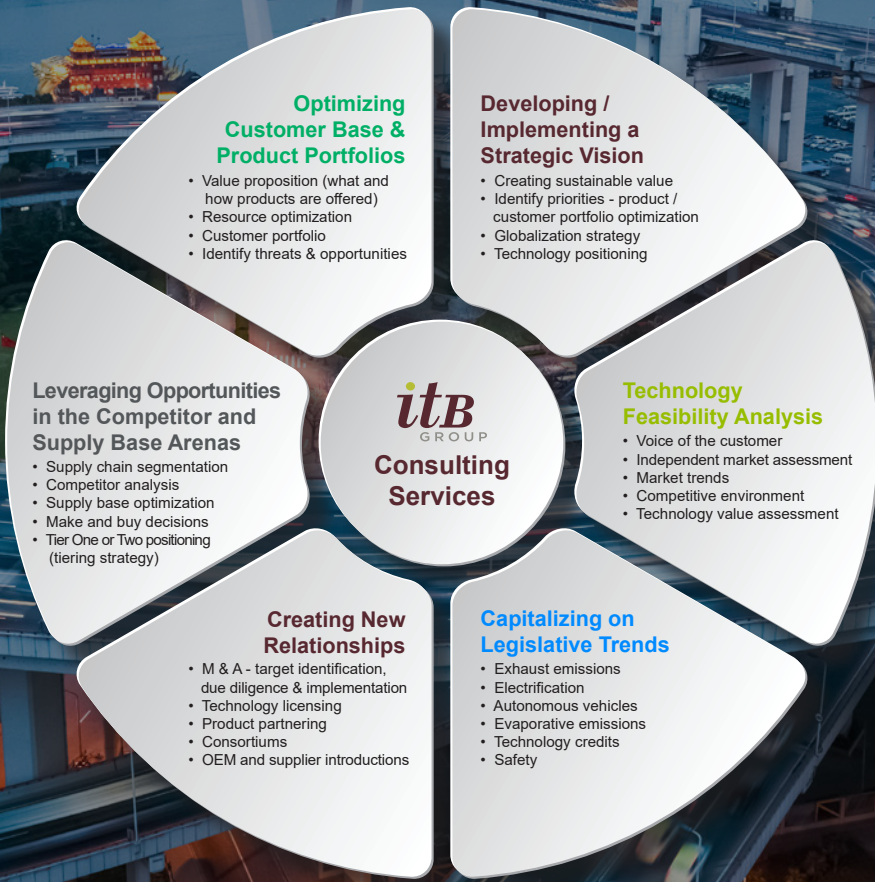 Optimizing
Customer Base &
Product Portfolios
• Value proposition (what and
how products are offered)
• Resource optimization
• Customer portfolio
• Identify threats & opportunities
Developing /
Implementing a
Strategic Vision
• Creating sustainable value
• Identify priorities - product /
customer portfolio optimization
• Globalization strategy
• Technology positioning
Leveraging Opportunities
in the Competitor and
Supply Base Arenas
• Supply chain segmentation
• Competitor analysis
• Supply base optimization
• Make and buy decisions
• Tier One or Two positioning
(tiering strategy)
itB
GROUP
Consulting
Services
Technology
Feasibility Analysis
• Voice of the customer
• Independent market assessment
• Market trends
• Competitive environment
• Technology value assessment
Creating New
Relationships
• M & A - target identification,
due diligence & implementation
• Technology licensing
• Product partnering
• Consortiums
• OEM and supplier introductions
Capitalizing on
Legislative Trends
• Exhaust emissions
• Electrification
• Autonomous vehicles
• Evaporative emissions
• Technology credits
• Safety